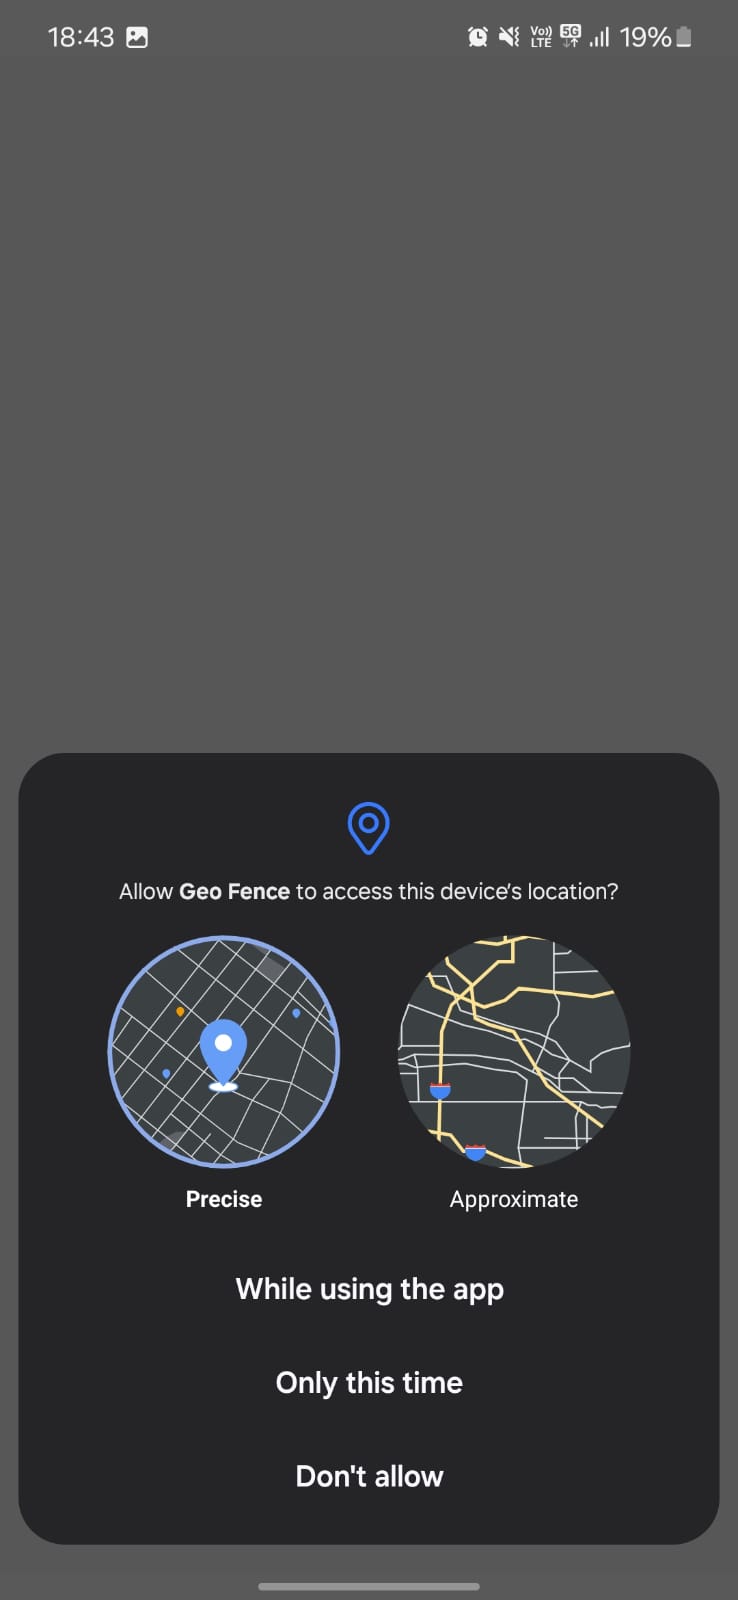 18:43
Vo)) LTE 5G 19%
Allow Geo Fence to access this device's location?
Precise
Approximate
While using the app
Only this time
Don't allow